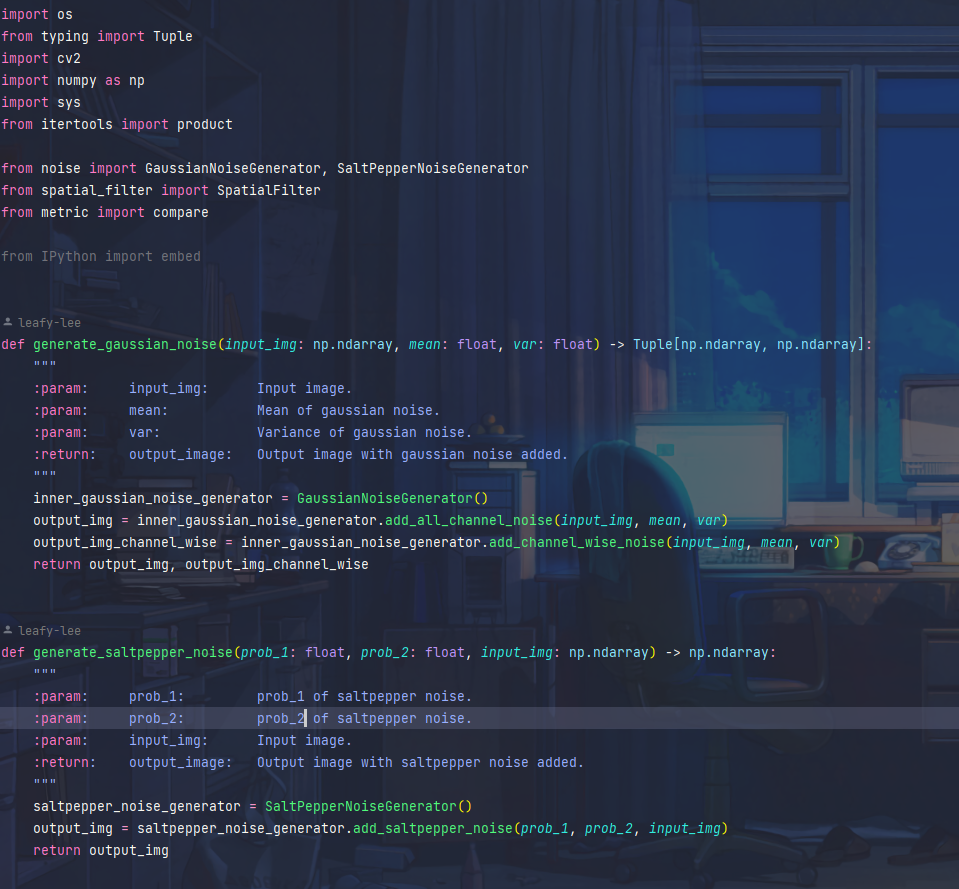 import os
from typing import Tuple
import cv2
import numpy as np
import sys
from itertools import product

from noise import GaussianNoiseGenerator, SaltPepperNoiseGenerator
from spatial_filter import SpatialFilter
from metric import compare

from IPython import embed

leafy-lee
def generate_gaussian_noise(input_img: np.ndarray, mean: float, var: float) -> Tuple[np.ndarray, np.ndarray]:
    """
    :param:     input_img:      Input image.
    :param:     mean:           Mean of gaussian noise.
    :param:     var:            Variance of gaussian noise.
    :return:    output_image:   Output image with gaussian noise added.
    """
    inner_gaussian_noise_generator = GaussianNoiseGenerator()
    output_img = inner_gaussian_noise_generator.add_all_channel_noise(input_img, mean, var)
    output_img_channel_wise = inner_gaussian_noise_generator.add_channel_wise_noise(input_img, mean, var)
    return output_img, output_img_channel_wise

leafy-lee
def generate_saltpepper_noise(prob_1: float, prob_2: float, input_img: np.ndarray) -> np.ndarray:
    """
    :param:     prob_1:         prob_1 of saltpepper noise.
    :param:     prob_2:         prob_2 of saltpepper noise.
    :param:     input_img:      Input image.
    :return:    output_image:   Output image with saltpepper noise added.
    """
    saltpepper_noise_generator = SaltPepperNoiseGenerator()
    output_img = saltpepper_noise_generator.add_saltpepper_noise(prob_1, prob_2, input_img)
    return output_img